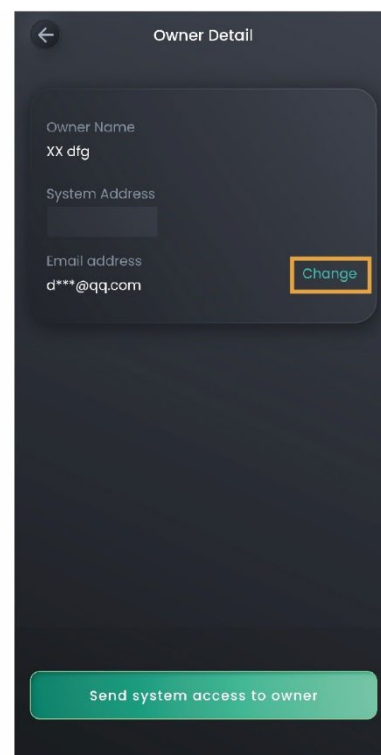 Owner Detail
Owner Name
XX dfg
System Address
Email address
d***@qq.com
Change
Send system access to owner